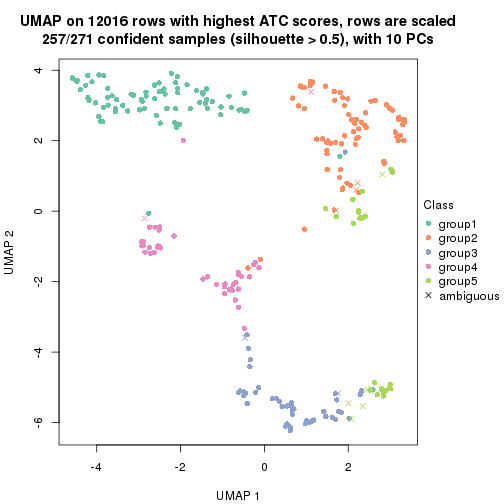 UMAP on 12016 rows with highest ATC scores, rows are scaled
257/271 confident samples (silhouette > 0.5), with 10 PCs
4
2
0
-2
-4
-6
UMAP 2
-4
-2
0
2
UMAP 1
Class
group1
group2
group3
group4
group5
ambiguous